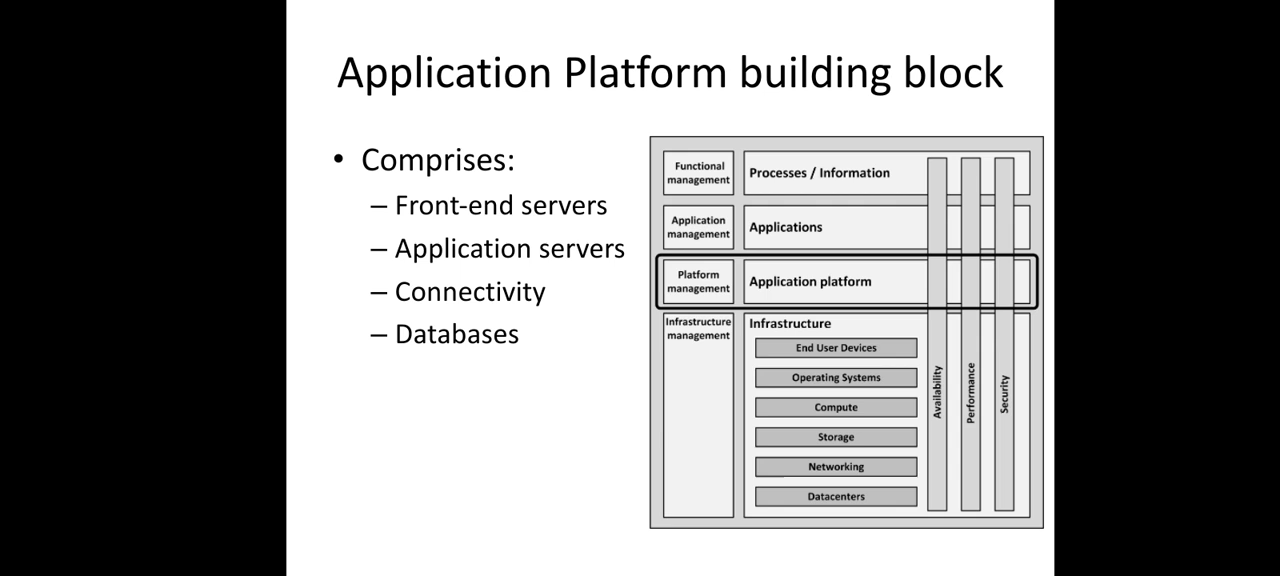 Application Platform building block
• Comprises:
– Front-end servers
– Application servers
– Connectivity
– Databases
Functional
management
Processes / Information
Application
management
Applications
Platform
management
Application platform
Infrastructure
management
Infrastructure
End User Devices
Operating Systems
Compute
Storage
Networking
Datacenters
Availability
Performance
Security